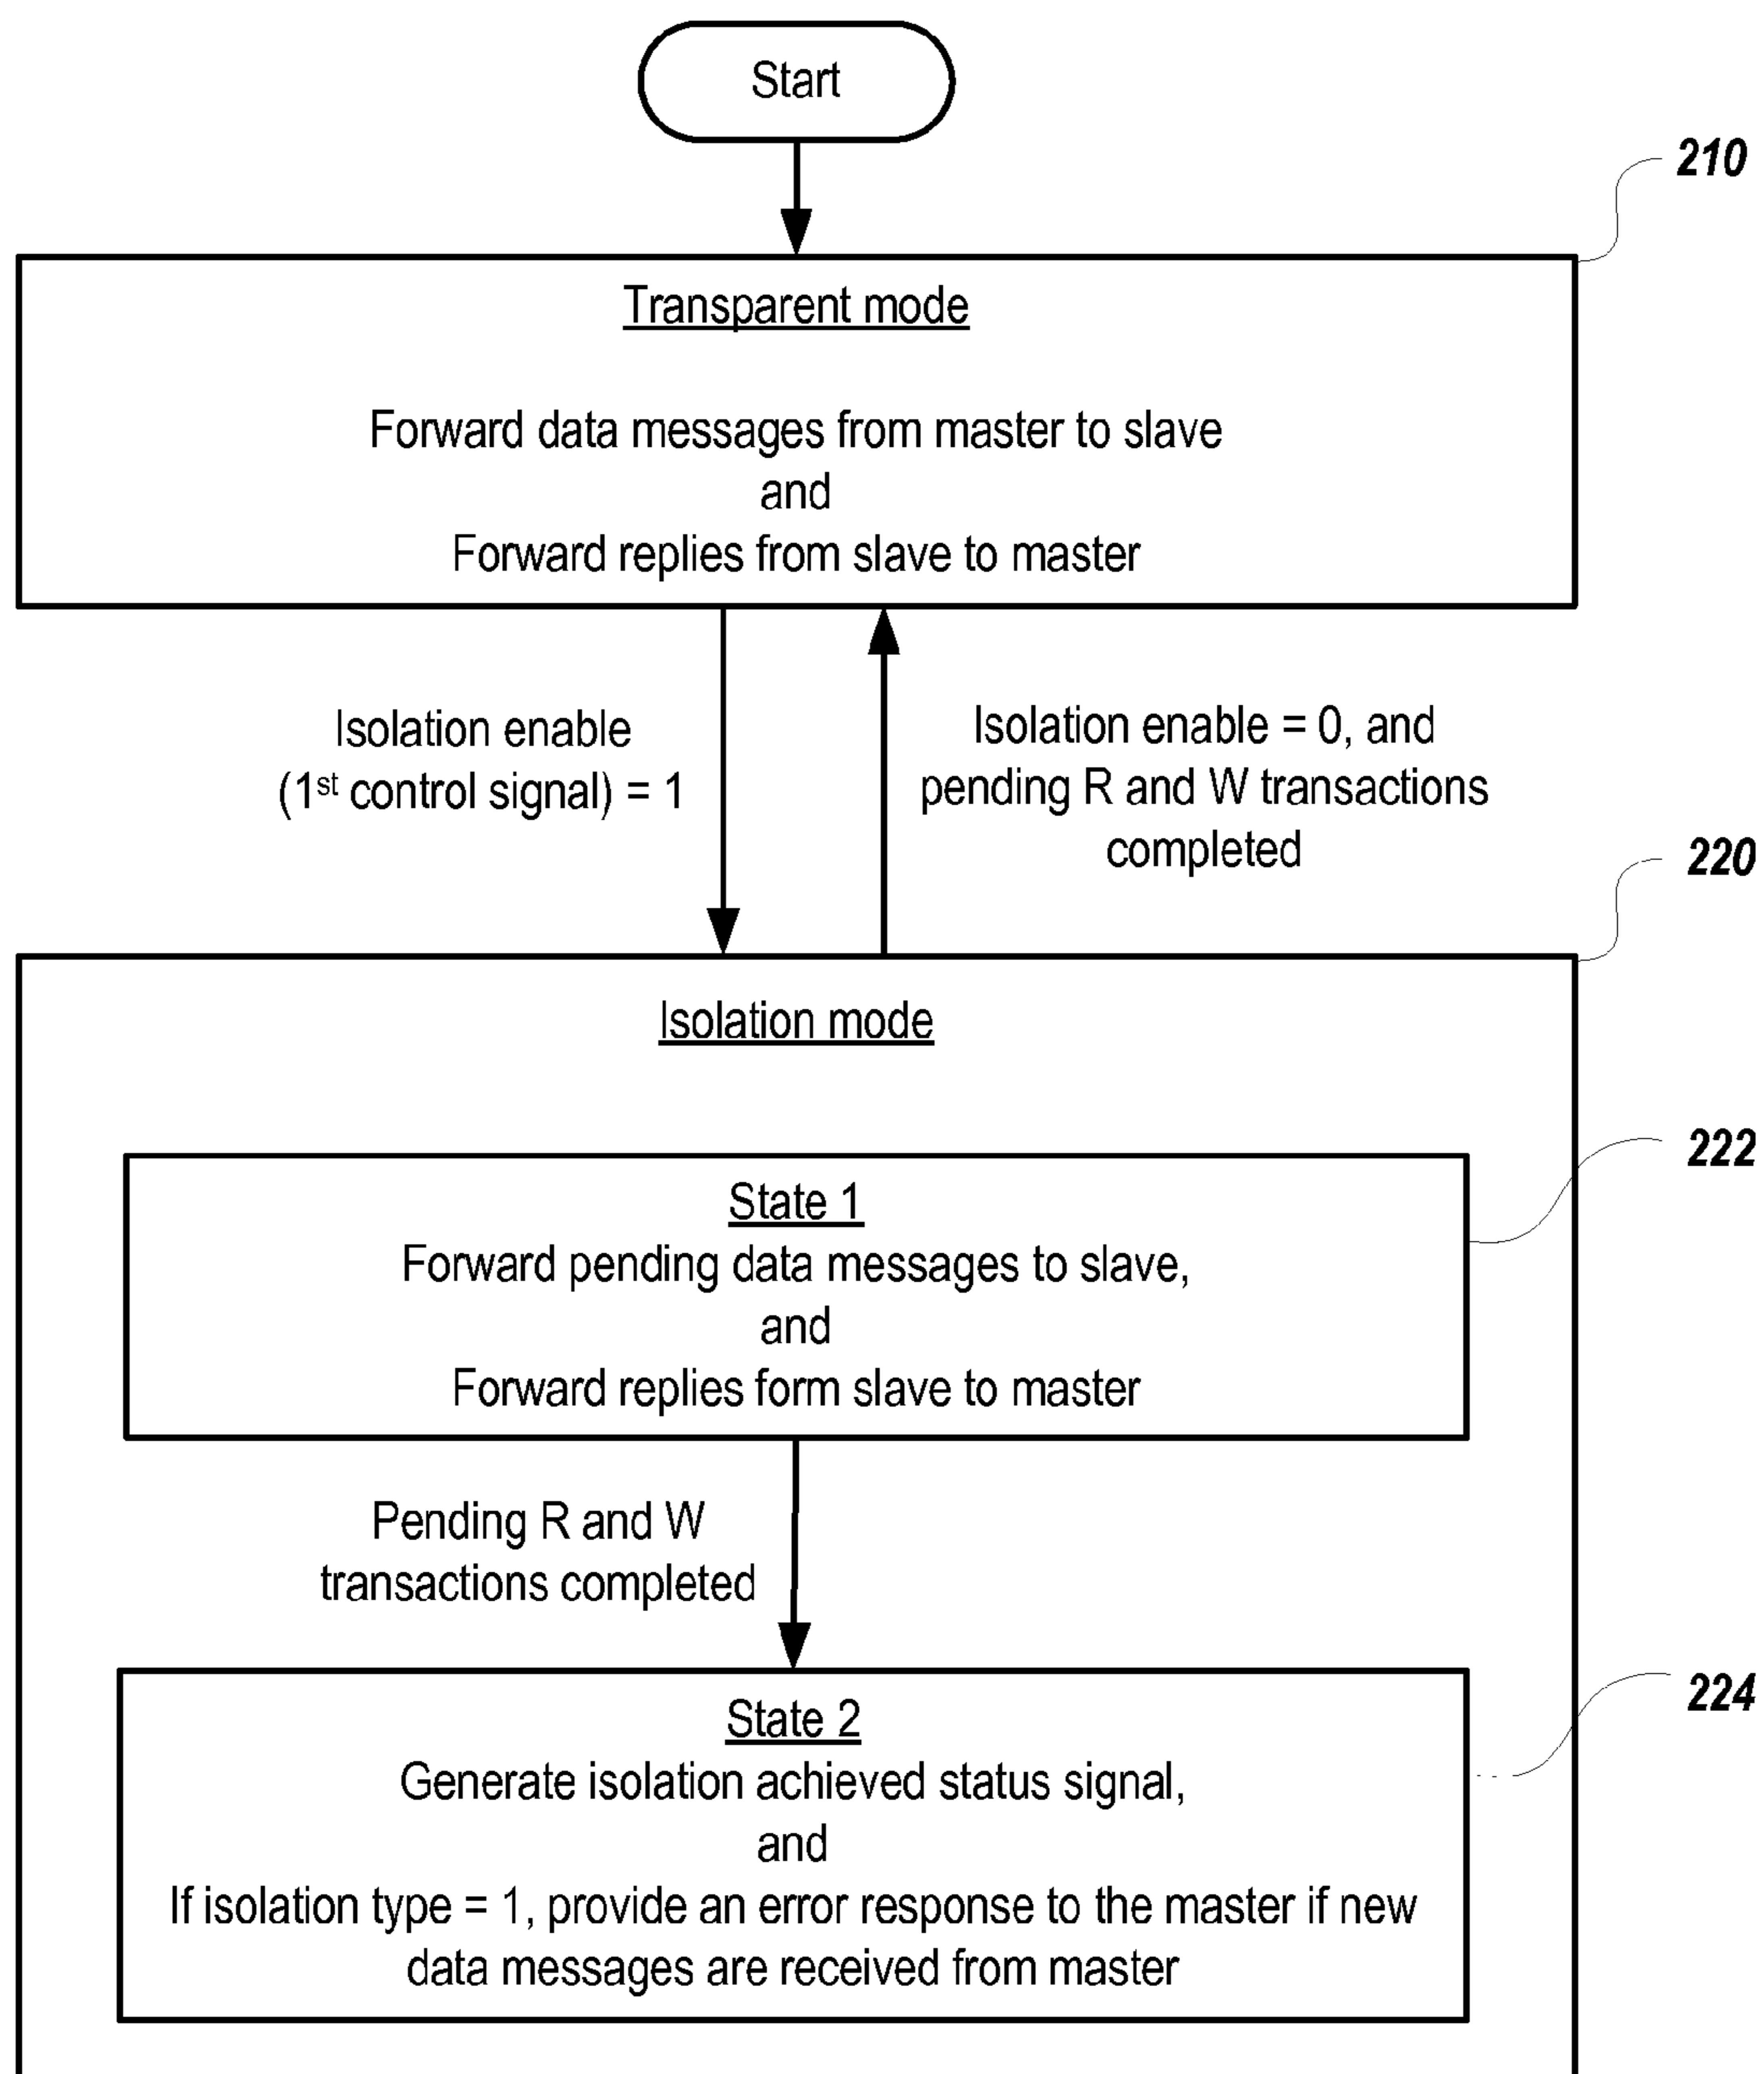 Start
210
Transparent mode
Forward data messages from master to slave
and
Forward replies from slave to master
Isolation enable
(1st control signal) = 1
Isolation enable = 0, and
pending R and W transactions
completed
220
Isolation mode
222
State 1
Forward pending data messages to slave,
and
Forward replies form slave to master
Pending R and W
transactions completed
224
State 2
Generate isolation achieved status signal,
and
If isolation type = 1, provide an error response to the master if new
data messages are received from master